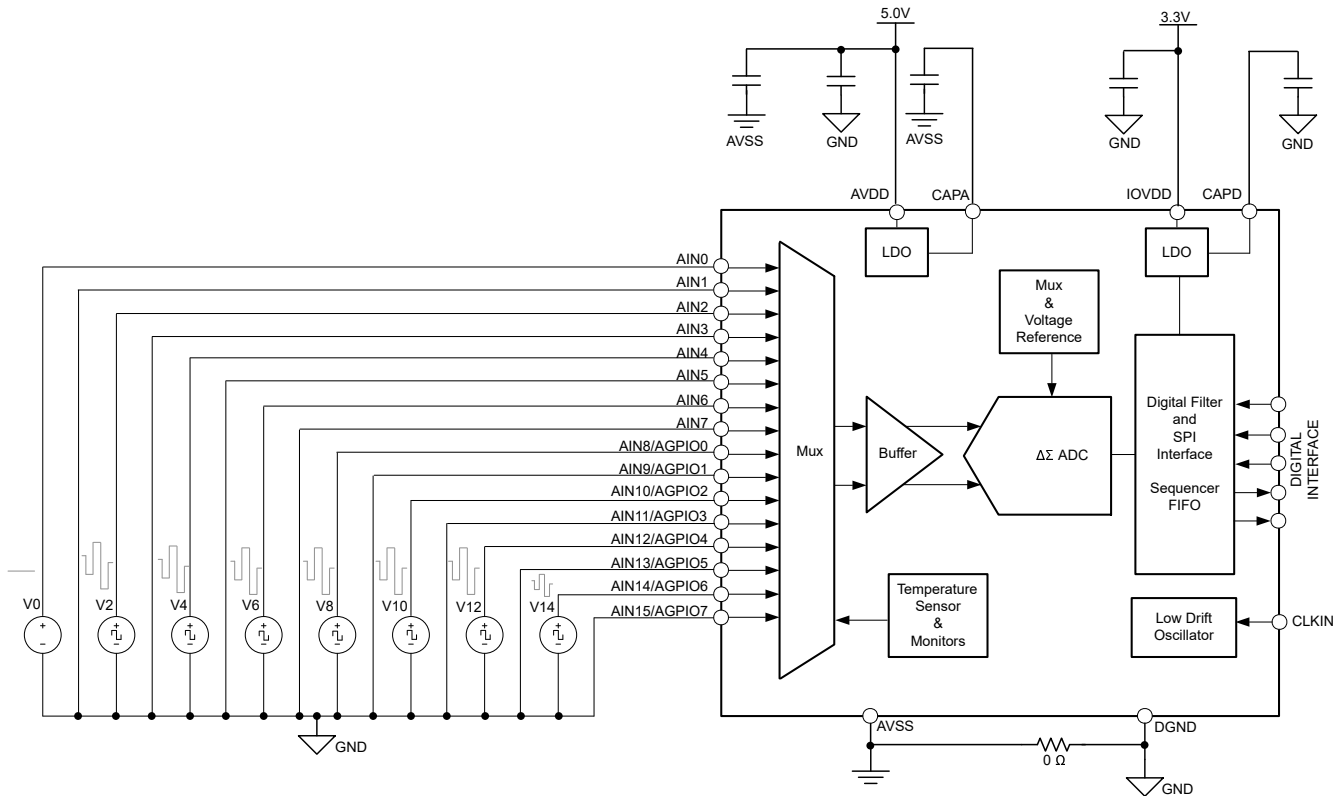 5.0V
3.3V
AVSS
GND
AVSS
GND
GND
AVDD
CAPA
IOVDD
CAPD
LDO
LDO
AIN0
AIN1
AIN2
AIN3
AIN4
AIN5
AIN6
AIN7
AIN8/AGPIO0
AIN9/AGPIO1
AIN10/AGPIO2
AIN11/AGPIO3
AIN12/AGPIO4
AIN13/AGPIO5
AIN14/AGPIO6
AIN15/AGPIO7
Mux
&
Voltage
Reference
Mux
Buffer
ΔΣ ADC
Digital Filter
and
SPI
Interface
Sequencer
FIFO
DIGITAL
INTERFACE
V0
V2
V4
V6
V8
V10
V12
V14
Temperature
Sensor
&
Monitors
Low Drift
Oscillator
CLKIN
GND
AVSS
DGND
0 Ω
GND